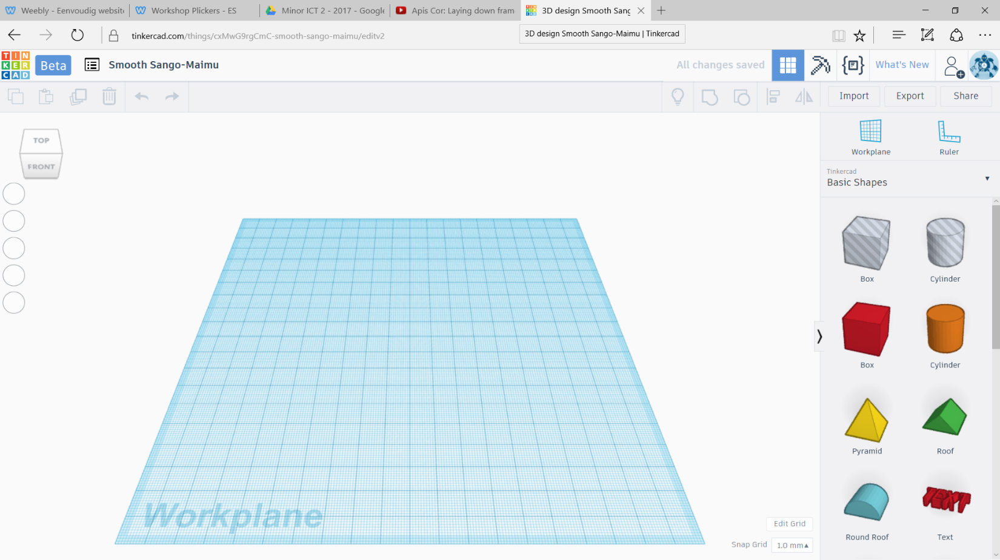 Weebly - Eenvoudig website
Workshop Plickers - ES
Minor ICT 2 - 2017 - Google
Apis Cor: Laying down fram
3D design Smooth Sang
tinkercad.com/things/cxMwG9rgCmC-smooth-sango-maimu/editv2
3D design Smooth Sango-Maimu | Tinkercad
TIN
KER
CAD
Beta
Smooth Sango-Maimu
All changes saved
What's New
Import
Export
Share
TOP
FRONT
Workplane
Ruler
Tinkercad
Basic Shapes
Box
Cylinder
Box
Cylinder
Pyramid
Roof
TEXT
Round Roof
Text
Workplane
Edit Grid
Snap Grid
1.0 mm